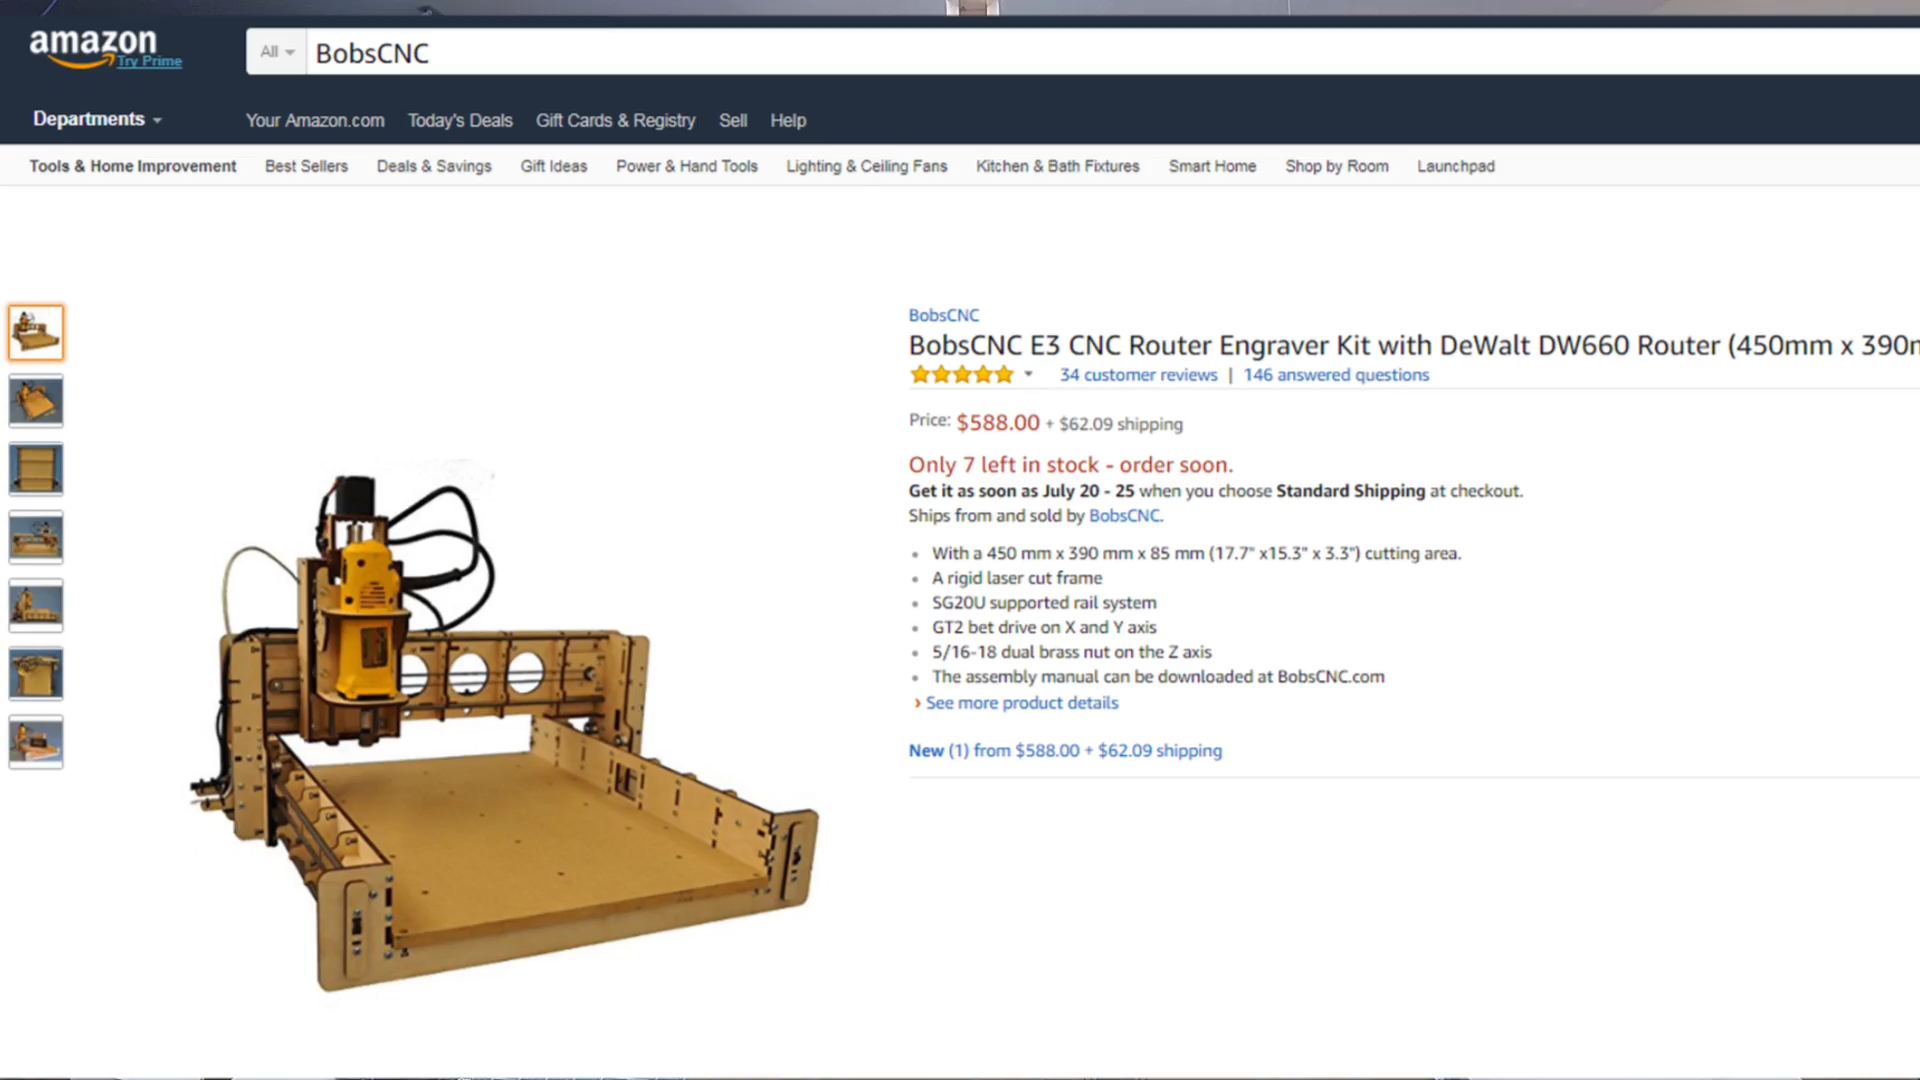 amazon
Try Prime
All
BobsCNC
Departments
Your Amazon.com Today's Deals Gift Cards & Registry Sell Help
Tools & Home Improvement Best Sellers Deals & Savings Gift Ideas Power & Hand Tools Lighting & Ceiling Fans Kitchen & Bath Fixtures Smart Home Shop by Room Launchpad
BobsCNC
BobsCNC E3 CNC Router Engraver Kit with DeWalt DW660 Router (450mm x 390m
34 customer reviews | 146 answered questions
Price: $588.00 + $62.09 shipping
Only 7 left in stock - order soon.
Get it as soon as July 20 - 25 when you choose Standard Shipping at checkout.
Ships from and sold by BobsCNC.
With a 450 mm x 390 mm x 85 mm (17.7" x15.3" x 3.3") cutting area.
A rigid laser cut frame
SG20U supported rail system
GT2 bet drive on X and Y axis
5/16-18 dual brass nut on the Z axis
The assembly manual can be downloaded at BobsCNC.com
› See more product details
New (1) from $588.00 + $62.09 shipping